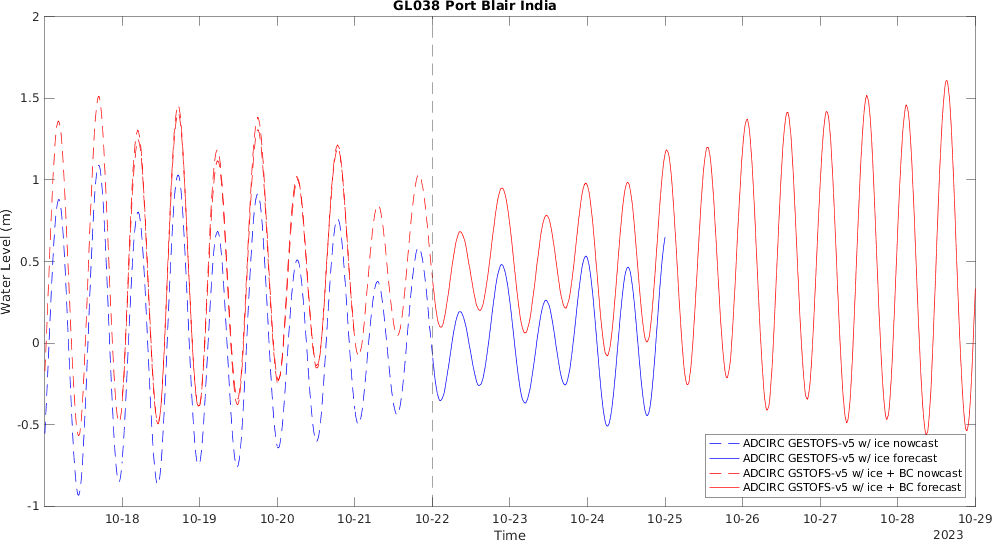 GL038 Port Blair India
2
1.5
1
0.5
0
-0.5
-1
Water Level (m)
10-18
10-19
10-20
10-21
10-22
10-23
10-24
10-25
10-26
10-27
10-28
10-29
Time
2023
ADCIRC GESTOFS-v5 w/ ice nowcast
ADCIRC GESTOFS-v5 w/ ice forecast
ADCIRC GSTOFS-v5 w/ ice + BC nowcast
ADCIRC GSTOFS-v5 w/ ice + BC forecast